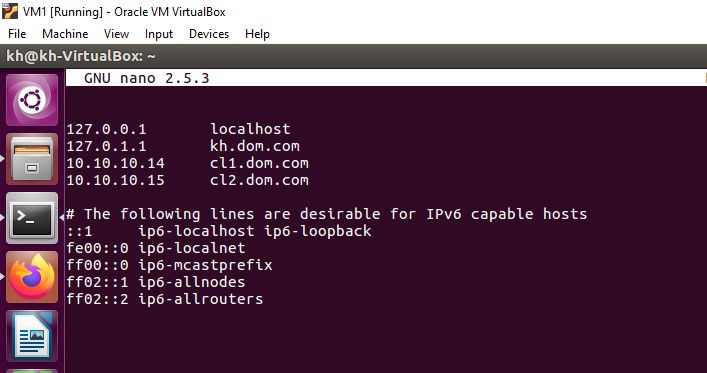 VM1 [Running] - Oracle VM VirtualBox
File Machine View Input Devices Help
kh@kh-VirtualBox: ~
GNU nano 2.5.3
127.0.0.1 localhost
127.0.1.1 kh.dom.com
10.10.10.14 cl1.dom.com
10.10.10.15 cl2.dom.com
# The following lines are desirable for IPv6 capable hosts
::1 ip6-localhost ip6-loopback
fe00::0 ip6-localnet
ff00::0 ip6-mcastprefix
ff02::1 ip6-allnodes
ff02::2 ip6-allrouters